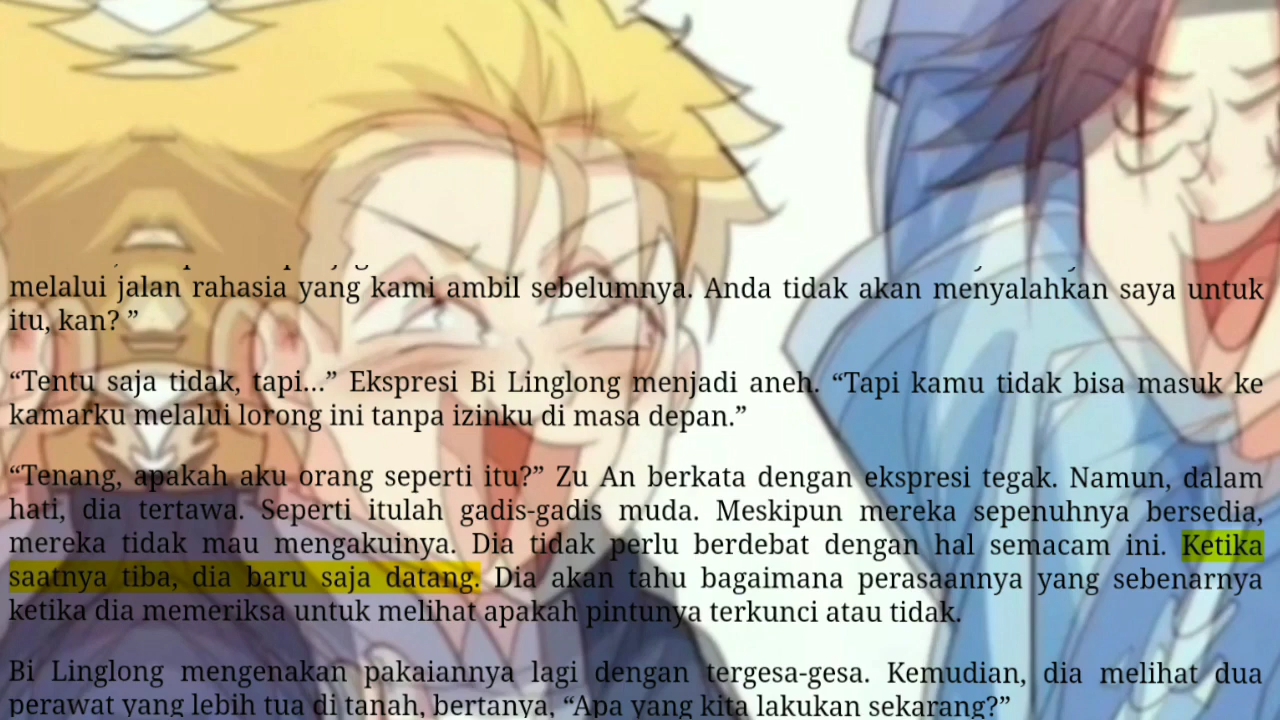 melalui jalan rahasia yang kami ambil sebelumnya. Anda tidak akan menyalahkan saya untuk
itu, kan? ”
“Tentu saja tidak, tapi…” Ekspresi Bi Linglong menjadi aneh. “Tapi kamu tidak bisa masuk ke
kamarku melalui lorong ini tanpa izinku di masa depan.”
“Tenang, apakah aku orang seperti itu?” Zu An berkata dengan ekspresi tegak. Namun, dalam
hati, dia tertawa. Seperti itulah gadis-gadis muda. Meskipun mereka sepenuhnya bersedia,
mereka tidak mau mengakuinya. Dia tidak perlu berdebat dengan hal semacam ini. Ketika
saatnya tiba, dia baru saja datang. Dia akan tahu bagaimana perasaannya yang sebenarnya
ketika dia memeriksa untuk melihat apakah pintunya terkunci atau tidak.
Bi Linglong mengenakan pakaiannya lagi dengan tergesa-gesa. Kemudian, dia melihat dua
perawat yang lebih tua di tanah, bertanya, “Apa yang kita lakukan sekarang?”